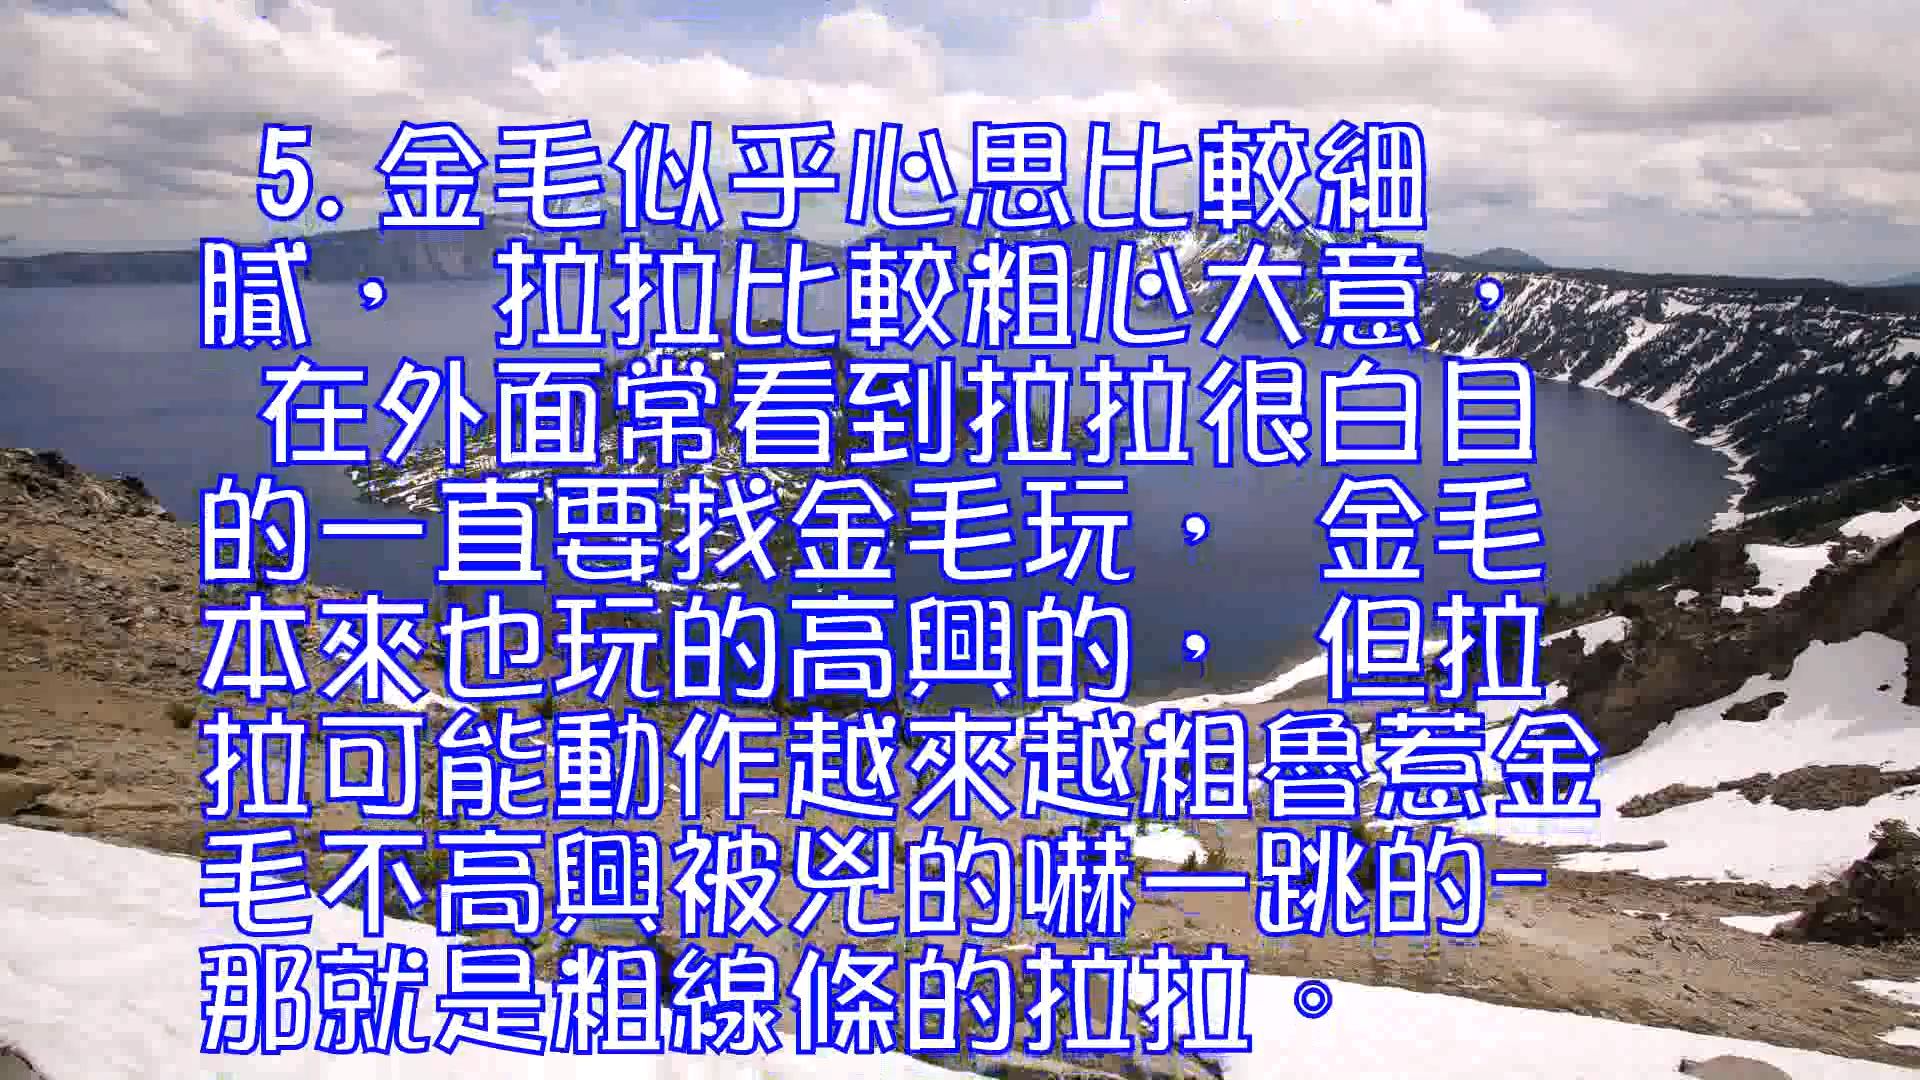 5.金毛似乎心思比較細
膩， 拉拉比較粗心大意，
在外面常看到拉拉很白目
的一直要找金毛玩， 金毛
本來也玩的高興的， 但拉
拉可能動作越來越粗魯惹金
毛不高興被兇的嚇一跳的-
那就是粗線條的拉拉。